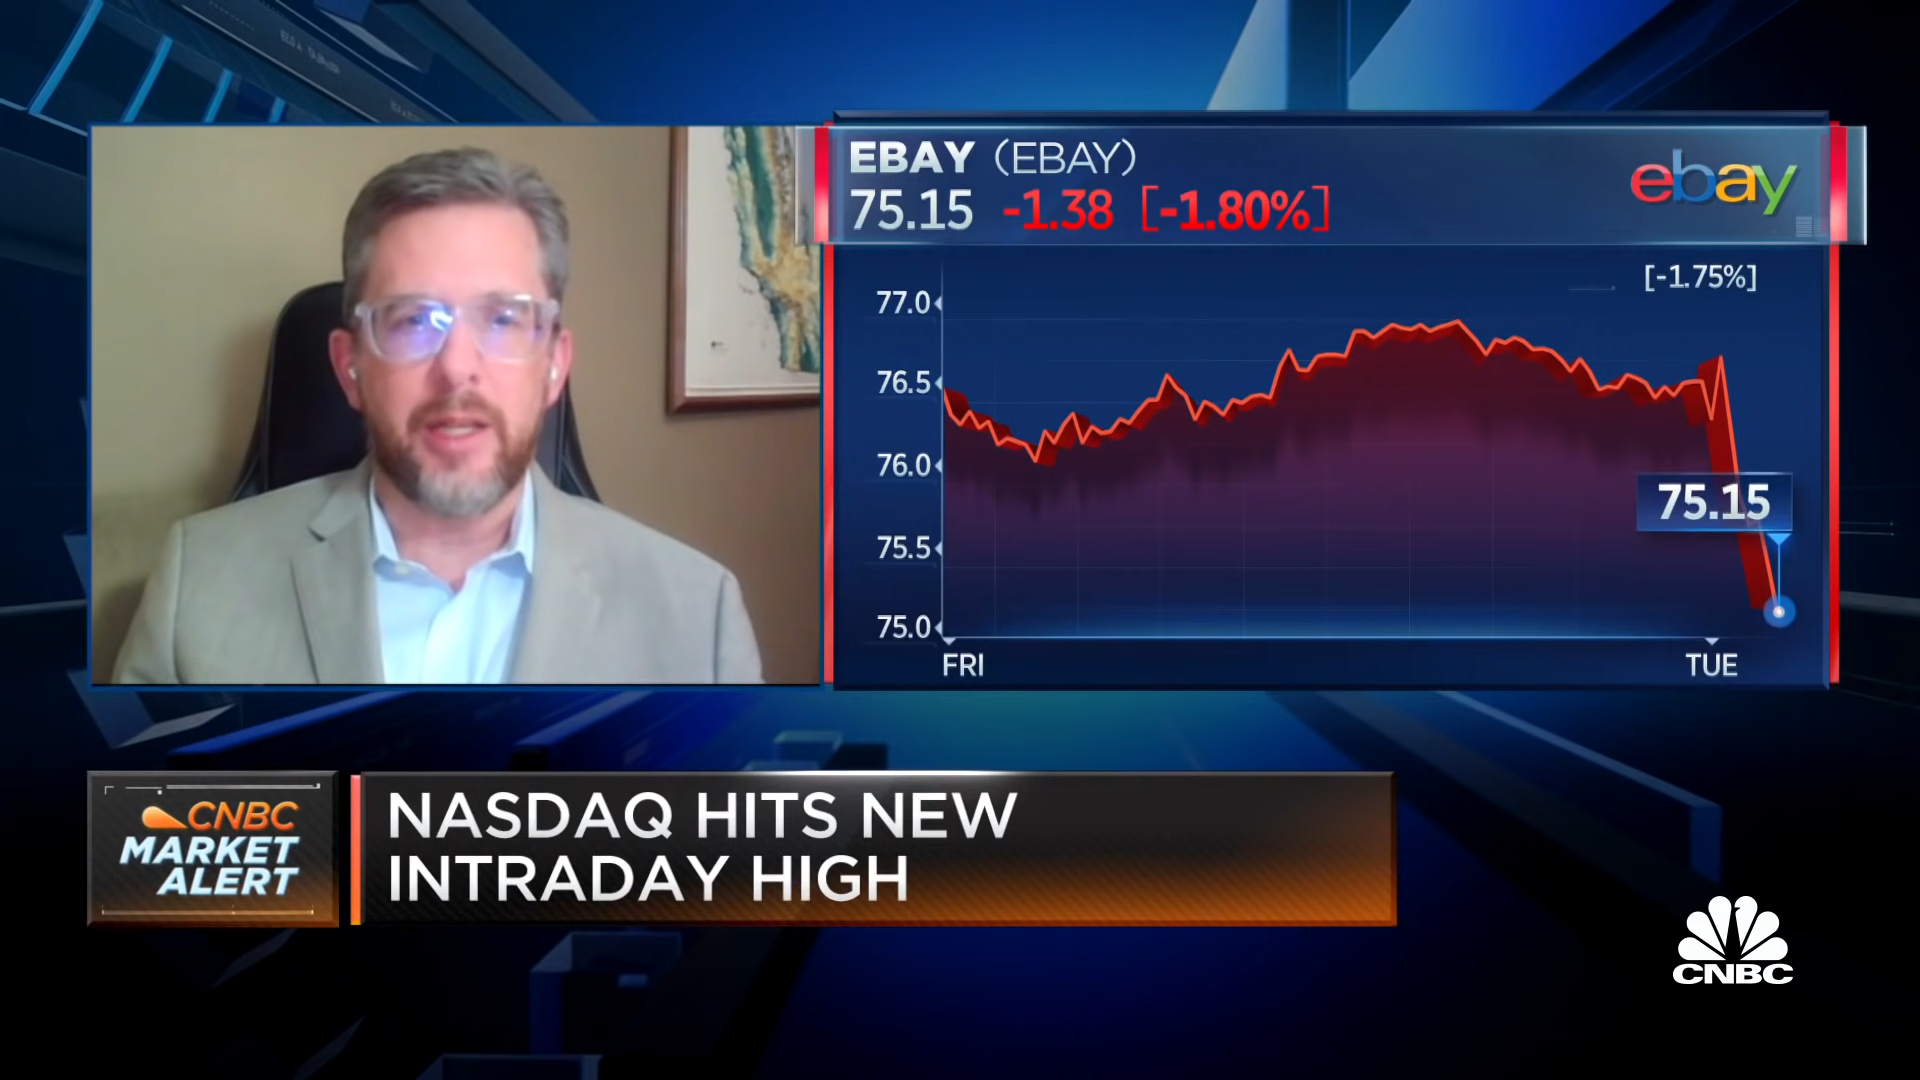 EBAY (EBAY)
75.15 -1.38 [-1.80%]
ebay
[-1.75%]
77.0
76.5
76.0
75.5
75.0
75.15
FRI
TUE
CNBC
MARKET
ALERT
NASDAQ HITS NEW
INTRADAY HIGH
CNBC